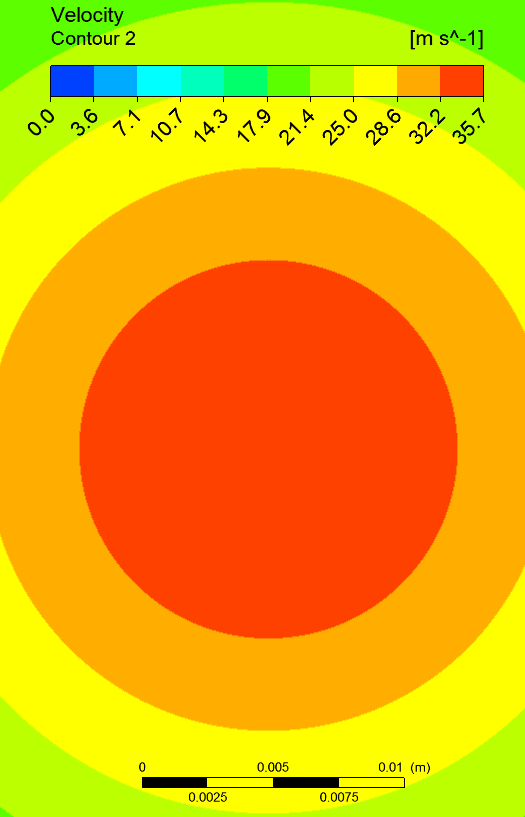 Velocity
Contour 2 [m s^-1]
0.0 3.6 7.1 10.7 14.3 17.9 21.4 25.0 28.6 32.2 35.7
0 0.005 0.01 (m)
0.0025 0.0075